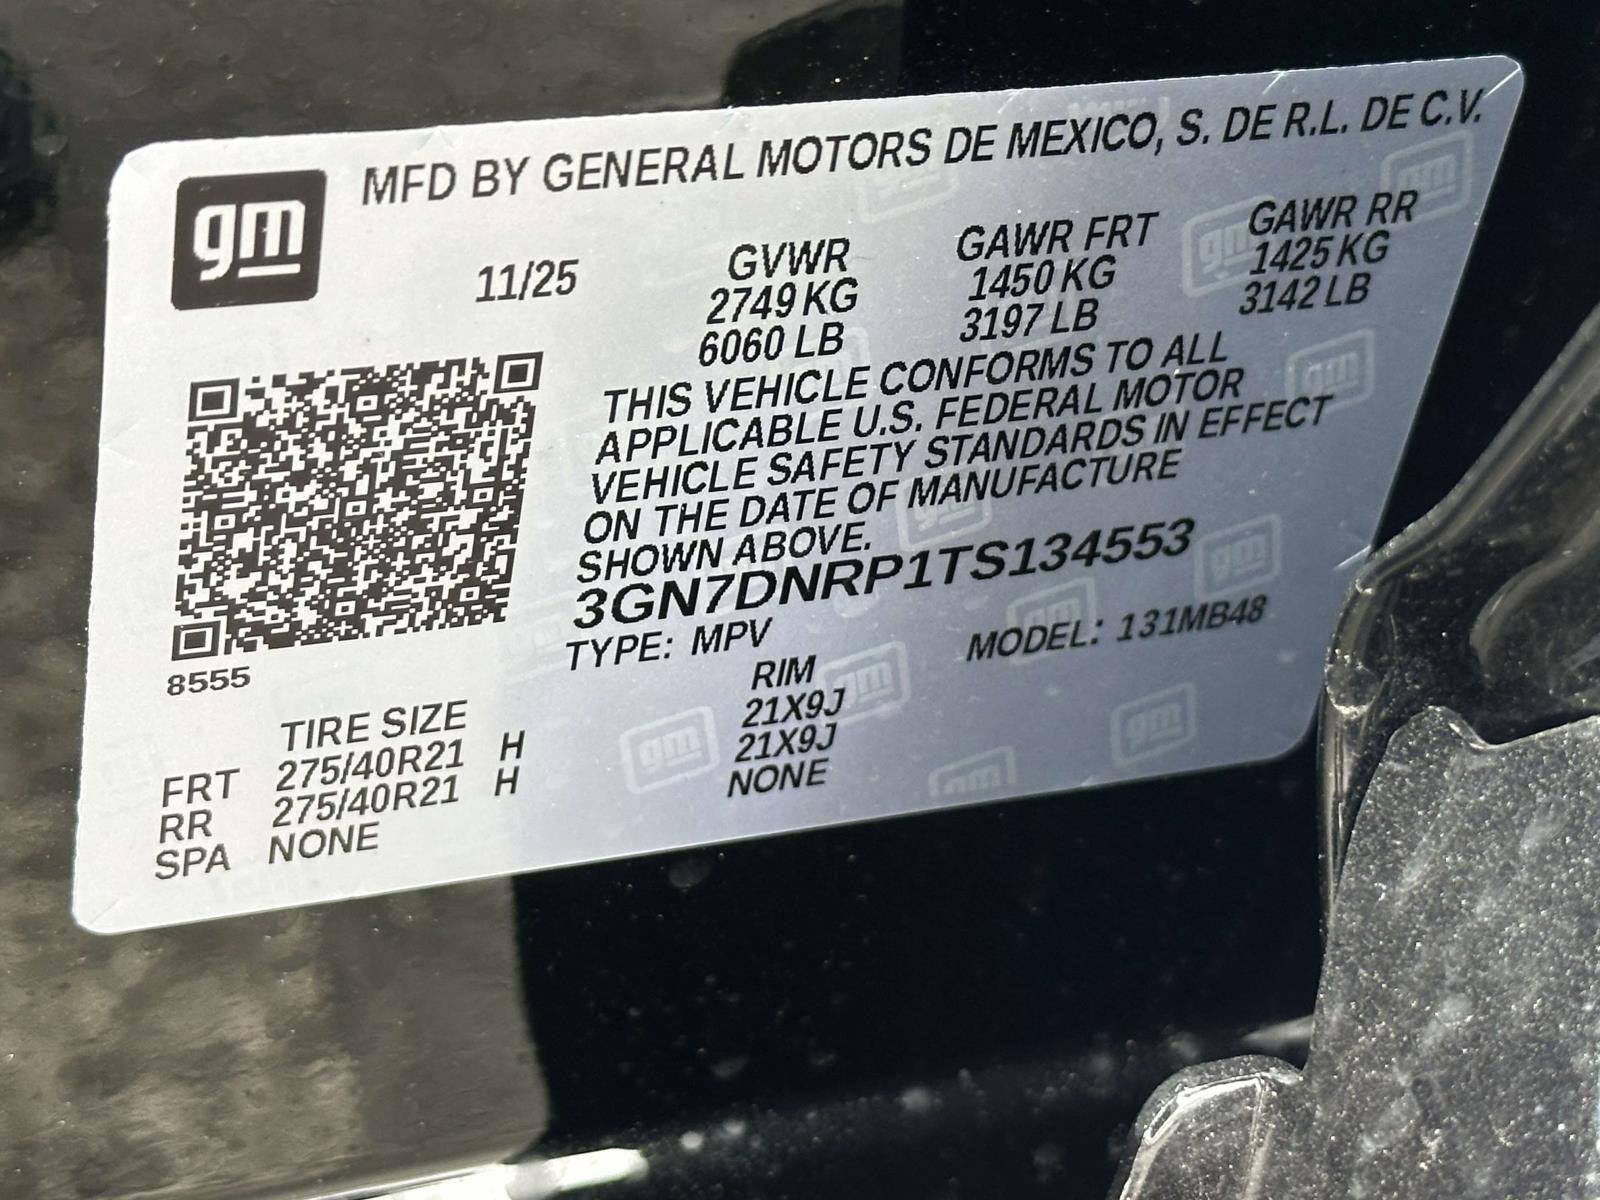 gm
MFD BY GENERAL MOTORS DE MEXICO, S. DE R.L. DE C.V.
11/25 GVWR GAWR FRT GAWR RR
2749 KG 1450 KG 1425 KG
6060 LB 3197 LB 3142 LB
THIS VEHICLE CONFORMS TO ALL
APPLICABLE U.S. FEDERAL MOTOR
VEHICLE SAFETY STANDARDS IN EFFECT
ON THE DATE OF MANUFACTURE
SHOWN ABOVE.
3GN7DNRP1TS134553
TYPE: MPV MODEL: 131MB48
8555
TIRE SIZE RIM
FRT 275/40R21 H 21X9J
RR 275/40R21 H 21X9J
SPA NONE NONE